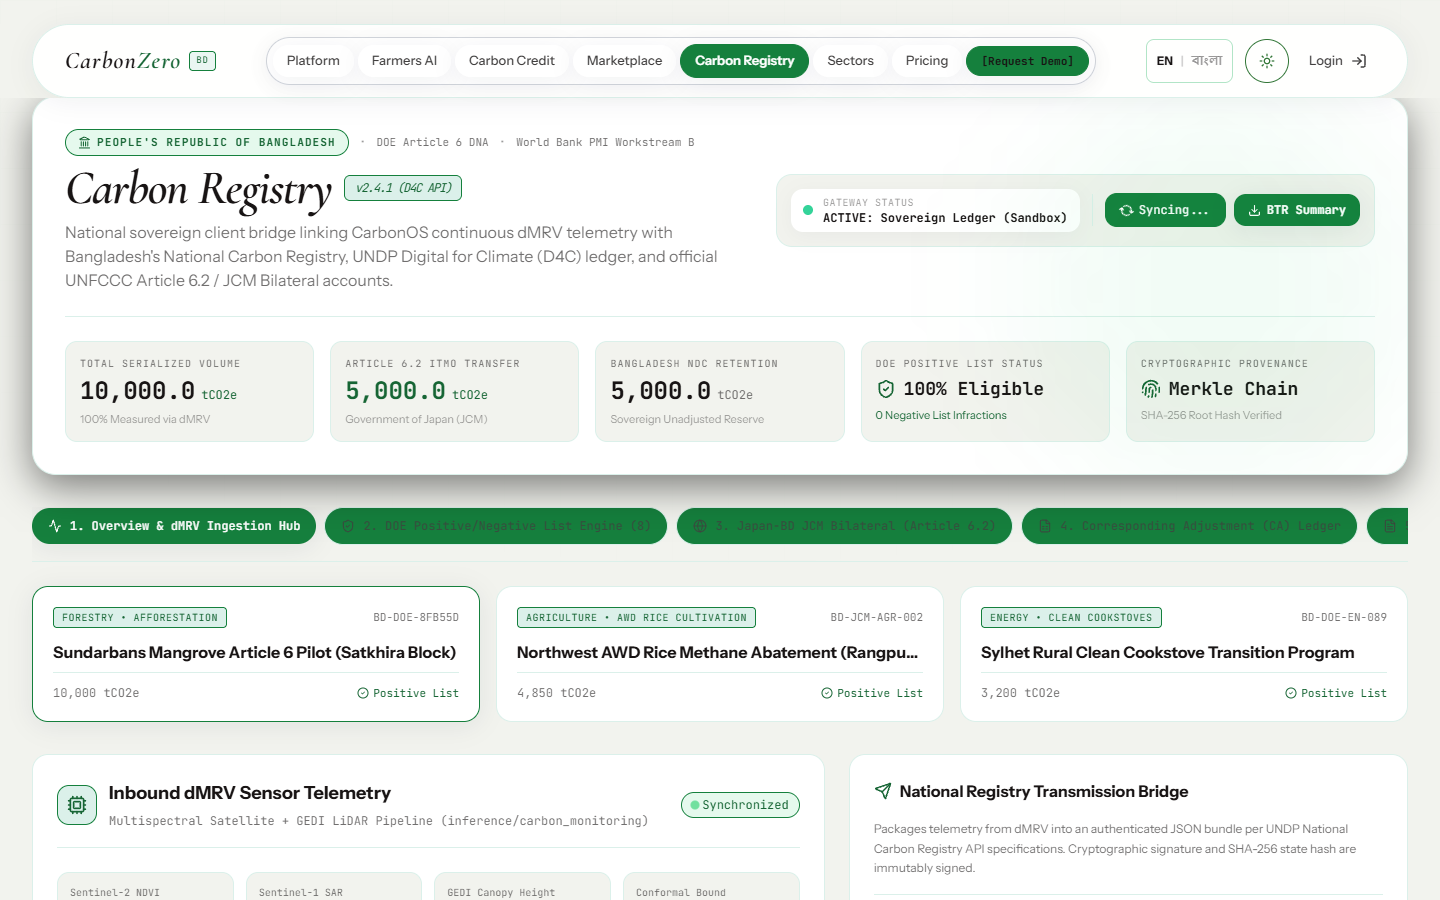 CarbonZero BD
Platform
Farmers AI
Carbon Credit
Marketplace
Carbon Registry
Sectors
Pricing
[Request Demo]
EN | বাংলা
Login
PEOPLE'S REPUBLIC OF BANGLADESH · DOE Article 6 DNA · World Bank PMI Workstream B
Carbon Registry v2.4.1 (D4C API)
National sovereign client bridge linking CarbonOS continuous dMRV telemetry with
Bangladesh's National Carbon Registry, UNDP Digital for Climate (D4C) ledger, and official
UNFCCC Article 6.2 / JCM Bilateral accounts.
GATEWAY STATUS
ACTIVE: Sovereign Ledger (Sandbox)
Syncing...
BTR Summary
TOTAL SERIALIZED VOLUME
10,000.0 tCO2e
100% Measured via dMRV
ARTICLE 6.2 ITMO TRANSFER
5,000.0 tCO2e
Government of Japan (JCM)
BANGLADESH NDC RETENTION
5,000.0 tCO2e
Sovereign Unadjusted Reserve
DOE POSITIVE LIST STATUS
100% Eligible
0 Negative List Infractions
CRYPTOGRAPHIC PROVENANCE
Merkle Chain
SHA-256 Root Hash Verified
1. Overview & dMRV Ingestion Hub
2. DOE Positive/Negative List Engine (8)
3. Japan-BD JCM Bilateral (Article 6.2)
4. Corresponding Adjustment (CA) Ledger
FORESTRY • AFFORESTATION
BD-DOE-8FB55D
Sundarbans Mangrove Article 6 Pilot (Satkhira Block)
10,000 tCO2e
Positive List
AGRICULTURE • AWD RICE CULTIVATION
BD-JCM-AGR-002
Northwest AWD Rice Methane Abatement (Rangpu...
4,850 tCO2e
Positive List
ENERGY • CLEAN COOKSTOVES
BD-DOE-EN-089
Sylhet Rural Clean Cookstove Transition Program
3,200 tCO2e
Positive List
Inbound dMRV Sensor Telemetry
Multispectral Satellite + GEDI LiDAR Pipeline (inference/carbon_monitoring)
Synchronized
Sentinel-2 NDVI
Sentinel-1 SAR
GEDI Canopy Height
Conformal Bound
National Registry Transmission Bridge
Packages telemetry from dMRV into an authenticated JSON bundle per UNDP National
Carbon Registry API specifications. Cryptographic signature and SHA-256 state hash are
immutably signed.